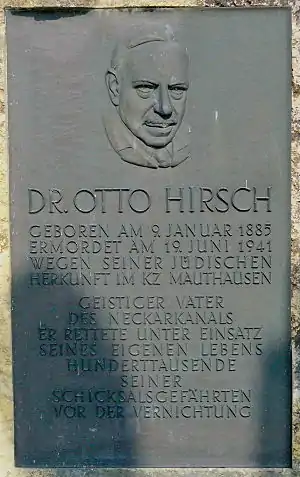 DR. OTTO HIRSCH
GEBOREN AM 9. JANUAR 1885
ERMORDET AM 19. JUNI 1941
WEGEN SEINER JÜDISCHEN
HERKUNFT IM KZ MAUTHAUSEN
GEISTIGER VATER
DES NECKARKANALS
ER RETTETE UNTER EINSATZ
SEINES EIGENEN LEBENS
HUNDERTTAUSENDE
SEINER
SCHICKSALSGEFÄHRTEN
VOR DER VERNICHTUNG